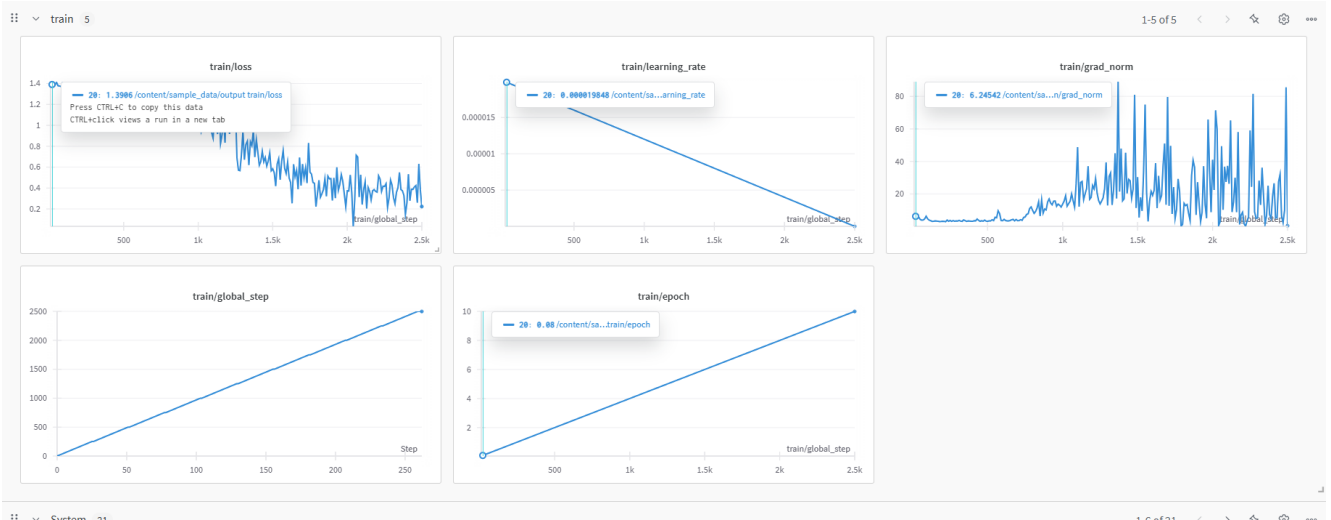 train 5
1-5 of 5
train/loss
20: 1.3906 /content/sample_data/output train/loss
Press CTRL+C to copy this data
CTRL+click views a run in a new tab
1.4
1.2
1
0.8
0.6
0.4
0.2
train/global_step
500 1k 1.5k 2k 2.5k
train/learning_rate
20: 0.000019848 /content/sa...arning_rate
0.000015
0.00001
0.000005
train/global_step
500 1k 1.5k 2k 2.5k
train/grad_norm
20: 6.24542 /content/sa...n/grad_norm
80
60
40
20
train/global_step
500 1k 1.5k 2k 2.5k
train/global_step
2500
2000
1500
1000
500
0
Step
0 50 100 150 200 250
train/epoch
20: 0.08 /content/sa...train/epoch
10
8
6
4
2
train/global_step
500 1k 1.5k 2k 2.5k
System